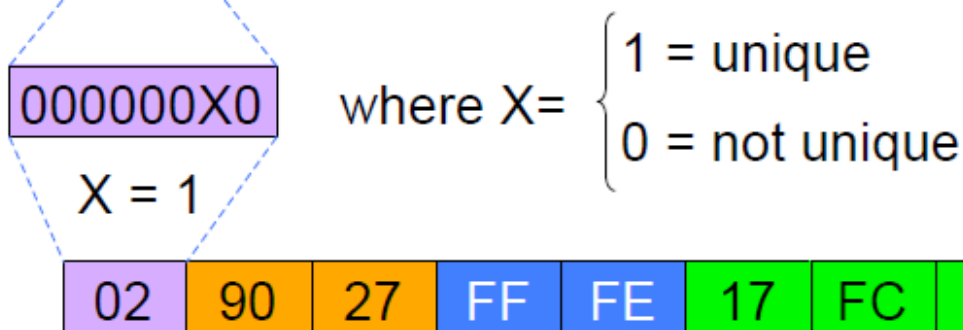 1 = unique
000000X0 where X=
0 = not unique
X = 1
02 90 27 FF FE 17 FC